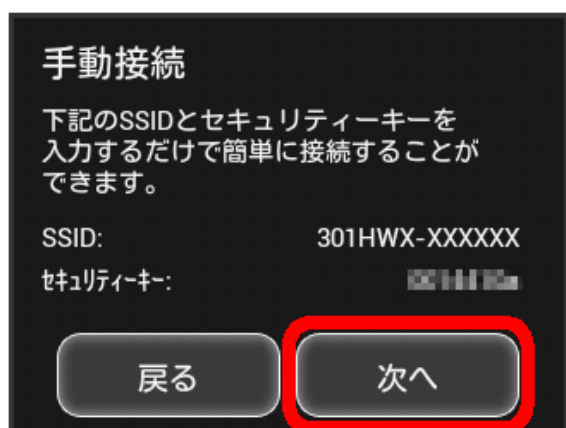 手動接続
下記のSSIDとセキュリティーキーを
入力するだけで簡単に接続することが
できます。
SSID: 301HWX-XXXXXX
ｾｷｭﾘﾃｨｰｷｰ:
戻る 次へ